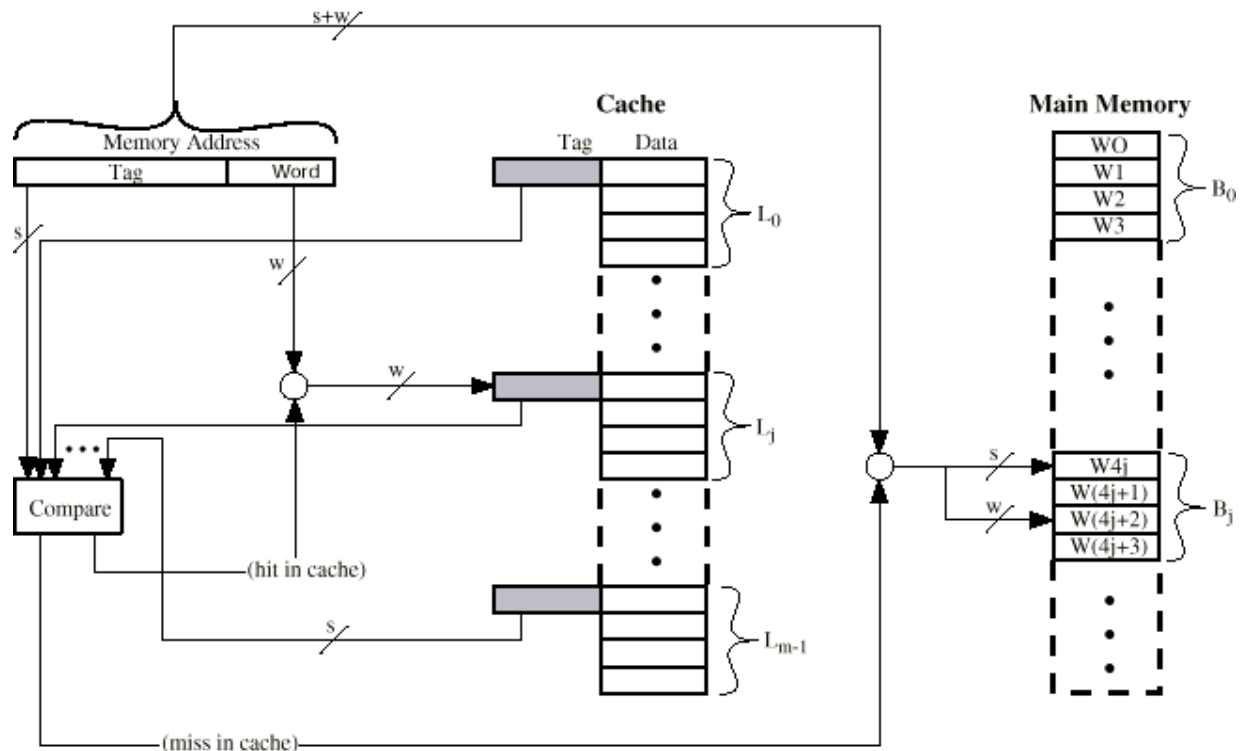 s+w
Cache
Main Memory
Memory Address
Tag Data
Tag Word
WO
W1
W2
W3
B0
L0
s
w
w
Lj
s
W4j
W(4j+1)
w
W(4j+2)
W(4j+3)
Bj
Compare
(hit in cache)
s
Lm-1
(miss in cache)